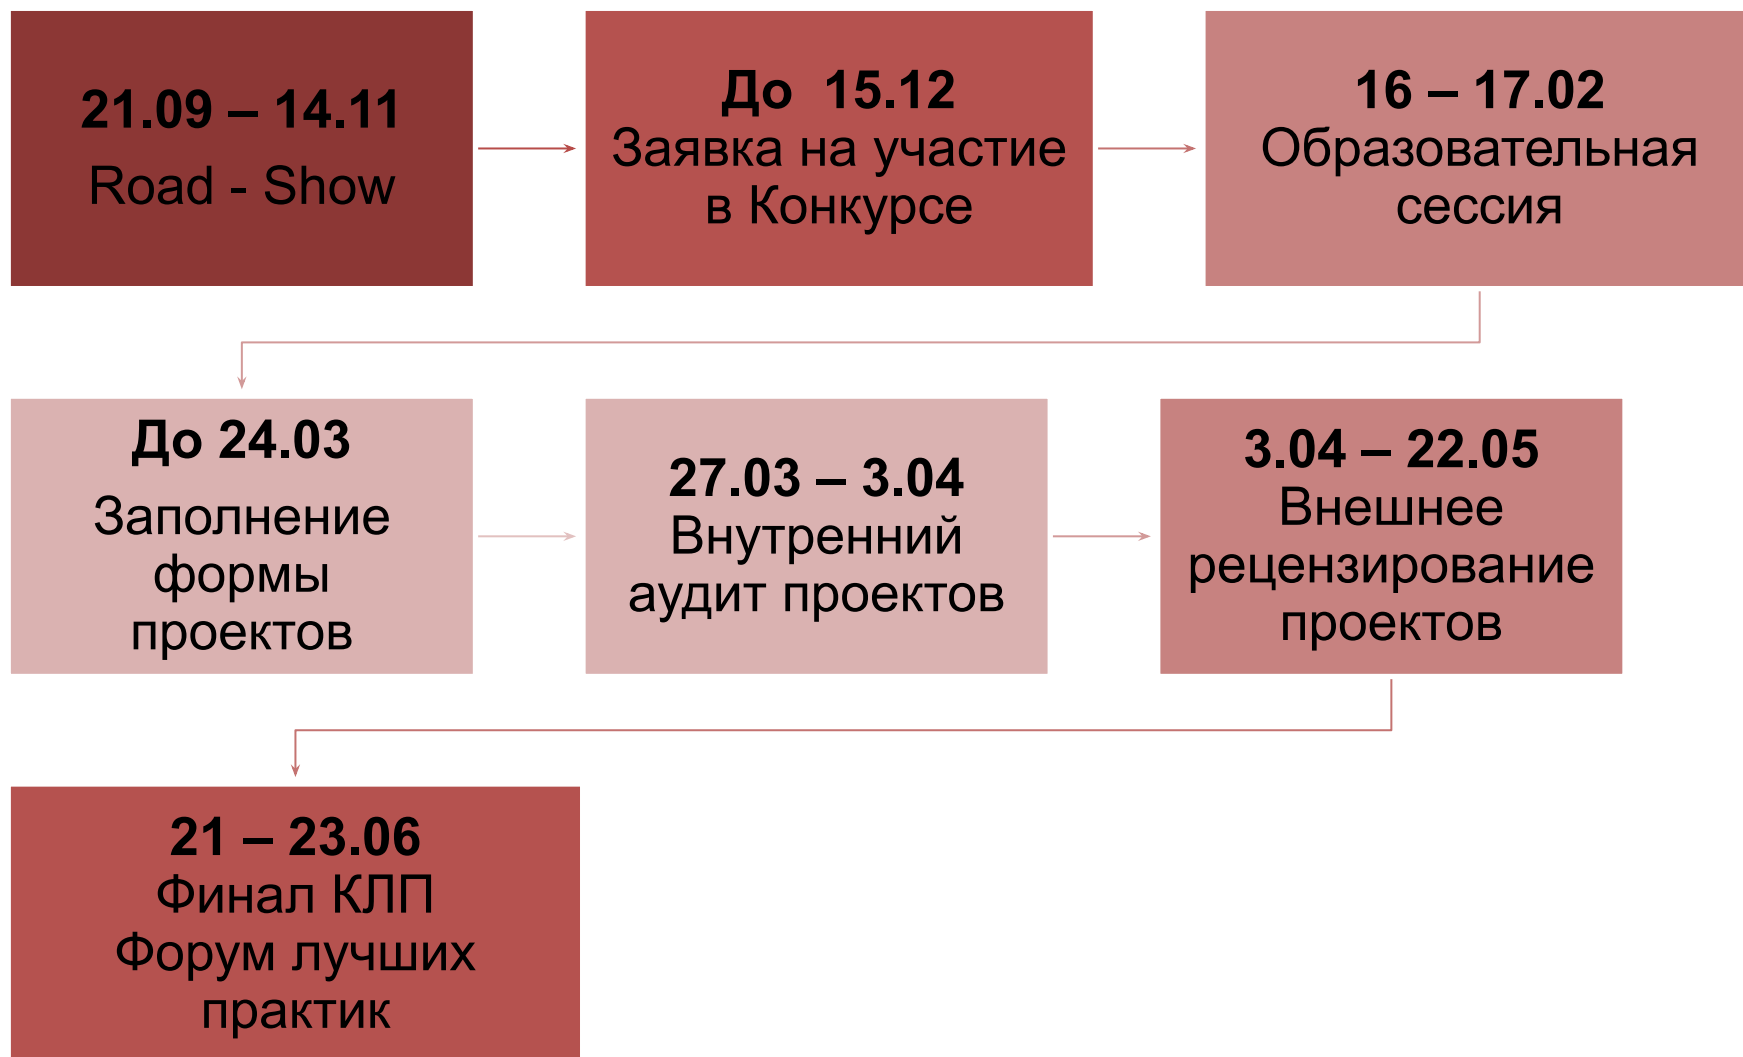 21.09 – 14.11
Road - Show
До 15.12
Заявка на участие
в Конкурсе
16 – 17.02
Образовательная
сессия
До 24.03
Заполнение
формы
проектов
27.03 – 3.04
Внутренний
аудит проектов
3.04 – 22.05
Внешнее
рецензирование
проектов
21 – 23.06
Финал КЛП
Форум лучших
практик